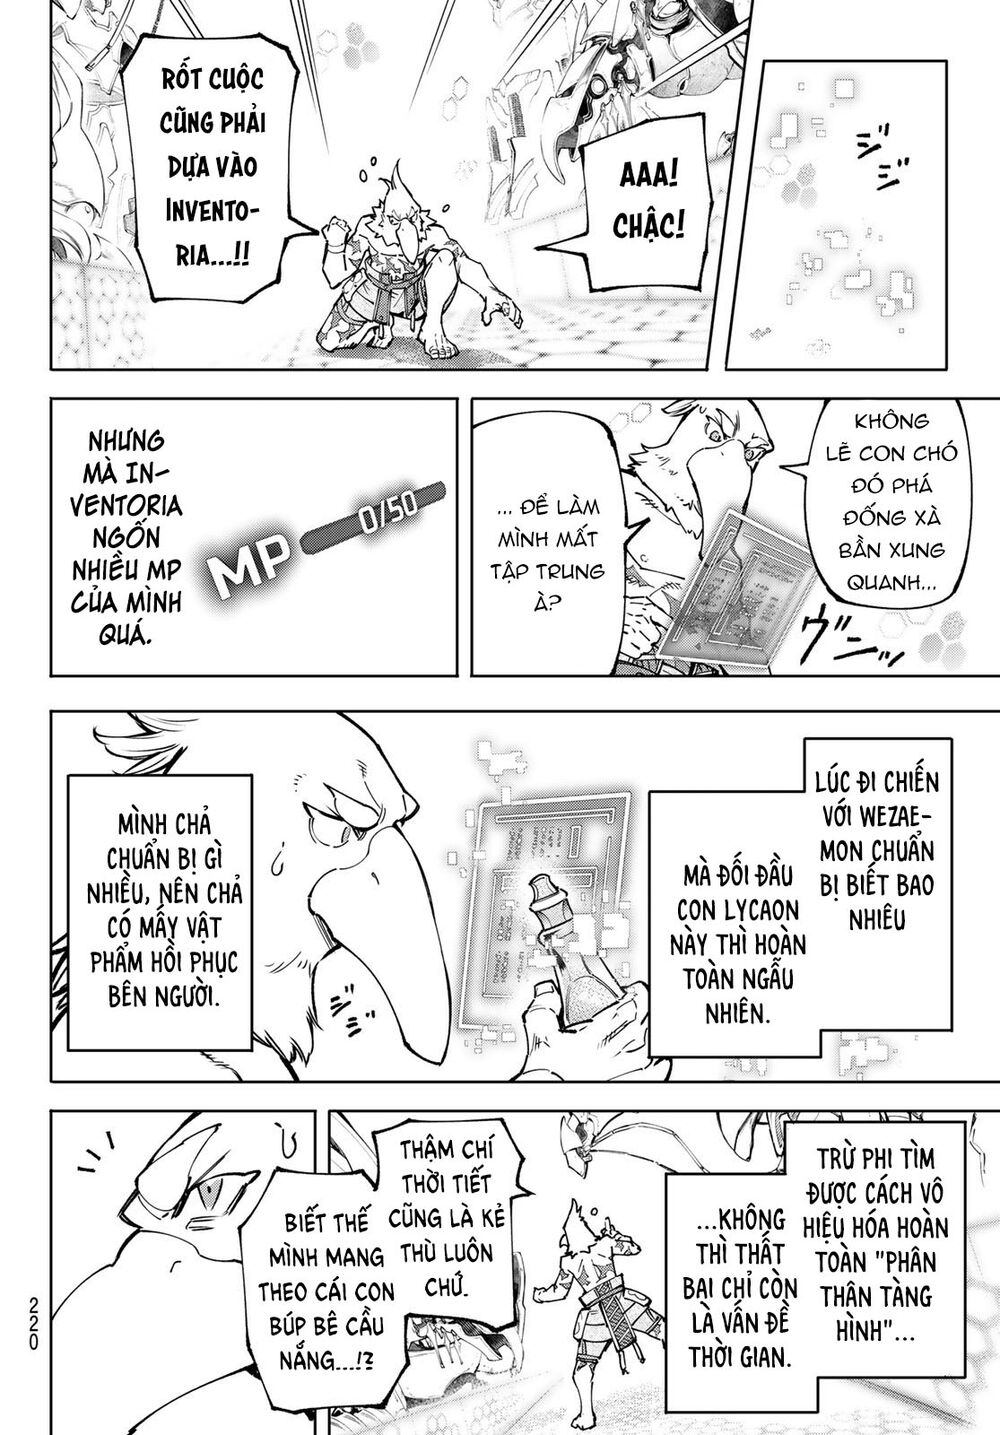 ジジ
AAA!
CHẬC!
RỐT CUỘC
CŨNG PHẢI
DỰA VÀO
INVENTO-
RIA...!!
KHÔNG
LẼ CON CHÓ
ĐÓ PHÁ
ĐỐNG XÀ
BẦN XUNG
QUANH...
ヴン
... ĐỂ LÀM
MÌNH MẤT
TẬP TRUNG
À?
MP 0/50
NHƯNG
MÀ IN-
VENTORIA
NGỐN
NHIỀU MP
CỦA MÌNH
QUÁ.
LÚC ĐI CHIẾN
VỚI WEZAE-
MON CHUẨN
BỊ BIẾT BAO
NHIÊU
MÀ ĐỐI ĐẦU
CON LYCAON
NÀY THÌ HOÀN
TOÀN NGẪU
NHIÊN.
ジジ
MÌNH CHẢ
CHUẨN BỊ GÌ
NHIỀU, NÊN CHẢ
CÓ MẤY VẬT
PHẨM HỒI PHỤC
BÊN NGƯỜI.
TRỪ PHI TÌM
ĐƯỢC CÁCH VÔ
HIỆU HÓA HOÀN
TOÀN "PHÂN
THÂN TÀNG
HÌNH"...
...KHÔNG
THÌ THẤT
BẠI CHỈ CÒN
LÀ VẤN ĐỀ
THỜI GIAN.
THẬM CHÍ
THỜI TIẾT
CŨNG LÀ KẺ
THÙ LUÔN
CHỨ.
BIẾT THẾ
MÌNH MANG
THEO CÁI CON
BÚP BÊ CẦU
NẮNG...!?
220